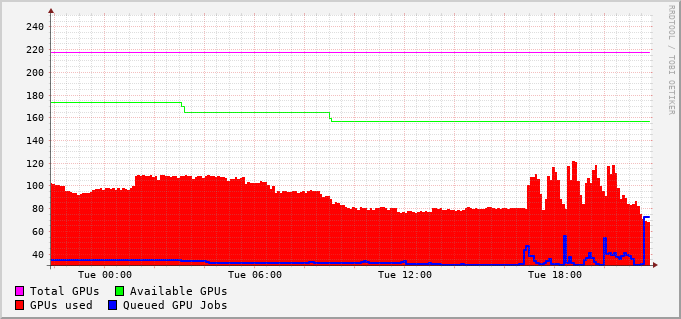 240
220
200
180
160
140
120
100
80
60
40
Tue 00:00 Tue 06:00 Tue 12:00 Tue 18:00
Total GPUs Available GPUs
GPUs used Queued GPU Jobs
RRDTOOL / TOBI OETIKER